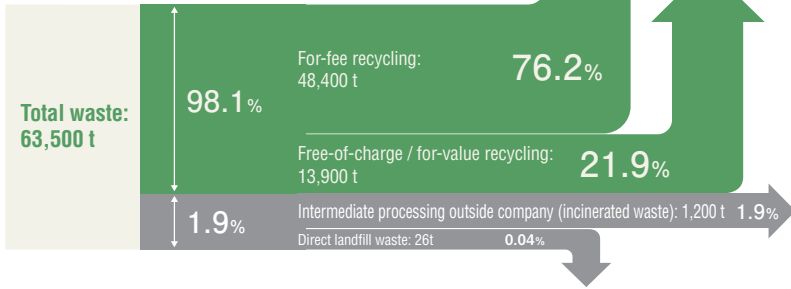 Total waste:
63,500 t
98.1%
For-fee recycling:
48,400 t
76.2%
Free-of-charge / for-value recycling:
13,900 t
21.9%
1.9%
Intermediate processing outside company (incinerated waste): 1,200 t 1.9%
Direct landfill waste: 26t 0.04%